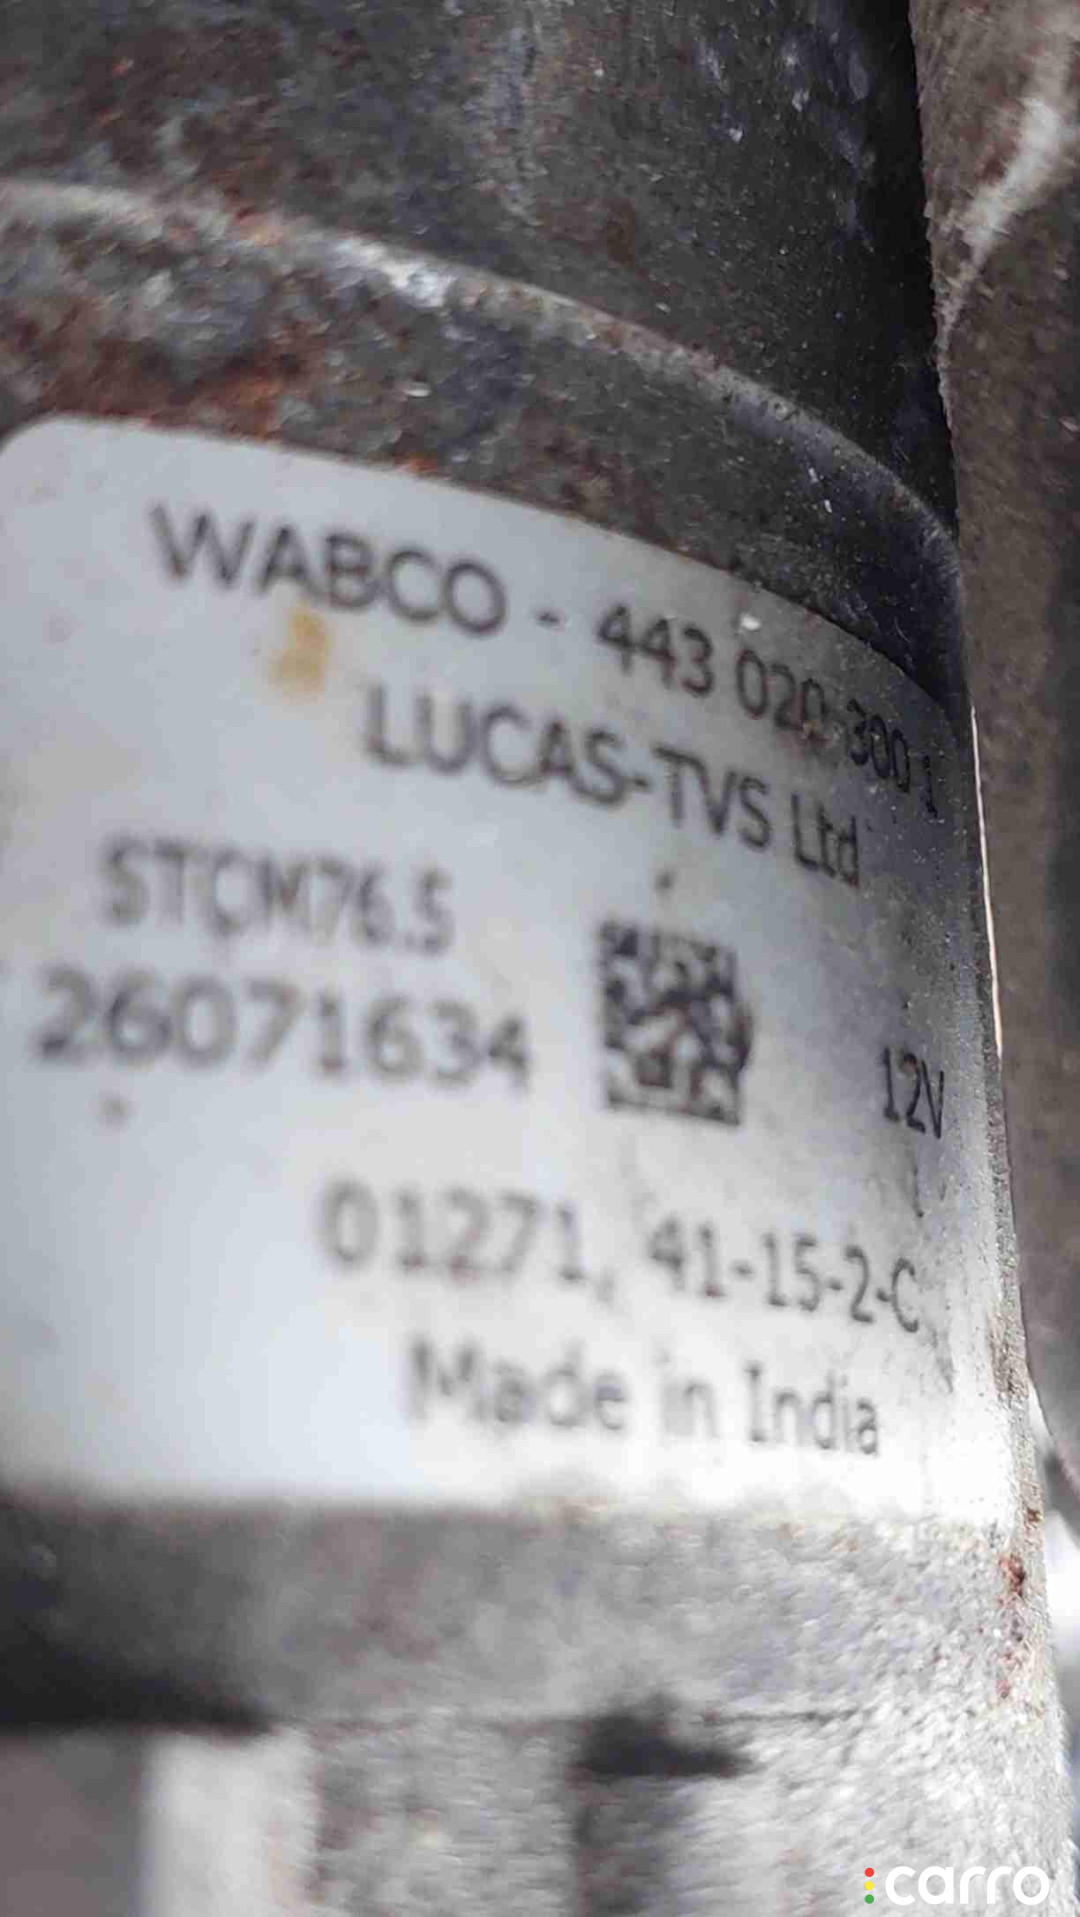 WABCO - 443 020 300 1
LUCAS-TVS Ltd
STCM76.5
26071634
12V
01271, 41-15-2-C
Made in India
carro